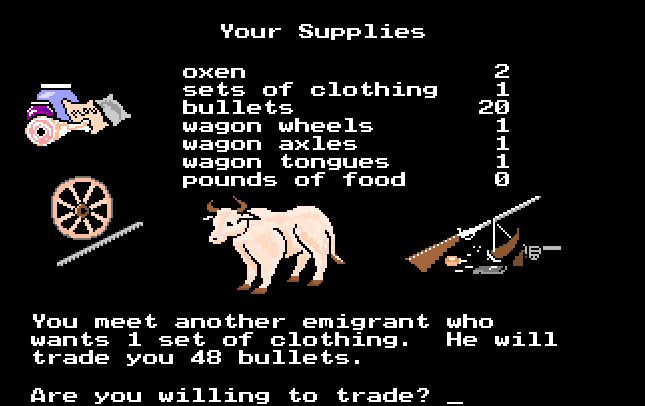 Your Supplies
oxen 2
sets of clothing 1
bullets 20
wagon wheels 1
wagon axles 1
wagon tongues 1
pounds of food 0
You meet another emigrant who
wants 1 set of clothing. He will
trade you 48 bullets.
Are you willing to trade? _